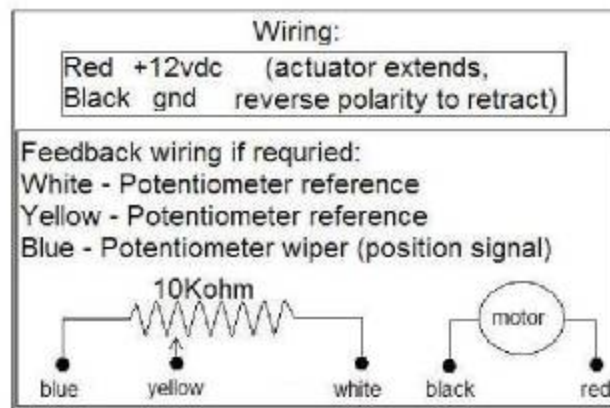 Wiring:
Red +12vdc (actuator extends,
Black gnd reverse polarity to retract)
Feedback wiring if requried:
White - Potentiometer reference
Yellow - Potentiometer reference
Blue - Potentiometer wiper (position signal)
10Kohm
motor
blue yellow white black red